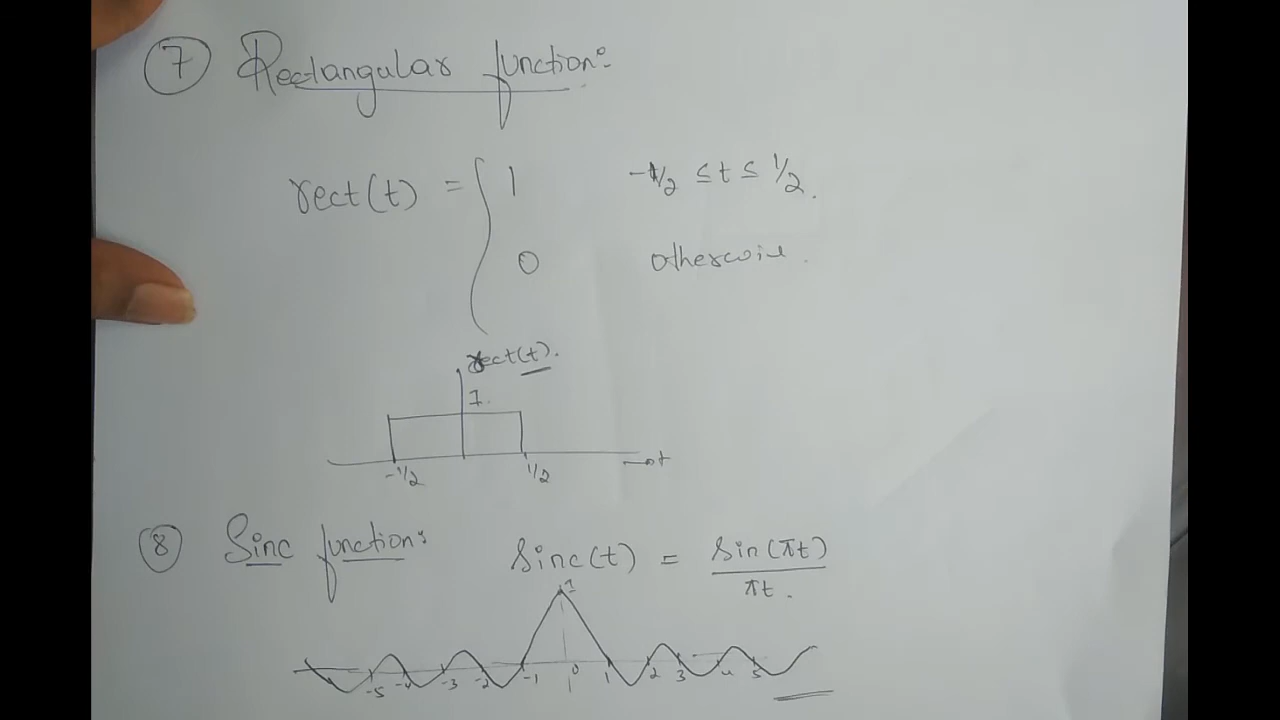 ⑦ Rectangular function:
rect(t) = { 1 -1/2 ≤ t ≤ 1/2.
0 otherwise.
rect(t).
1.
-1/2 1/2 → t
⑧ Sinc function: Sinc(t) = Sin(πt) / πt.
1
-5 -4 -3 -2 -1 0 1 2 3 4 5